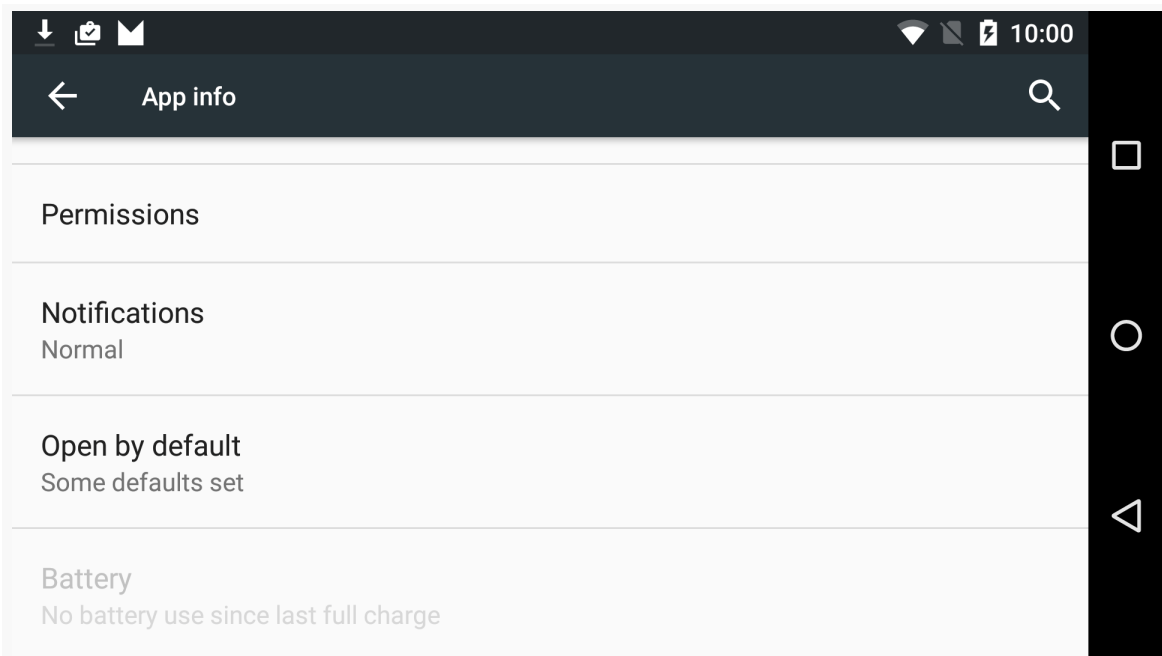 10:00
App info
Permissions
Notifications
Normal
Open by default
Some defaults set
Battery
No battery use since last full charge